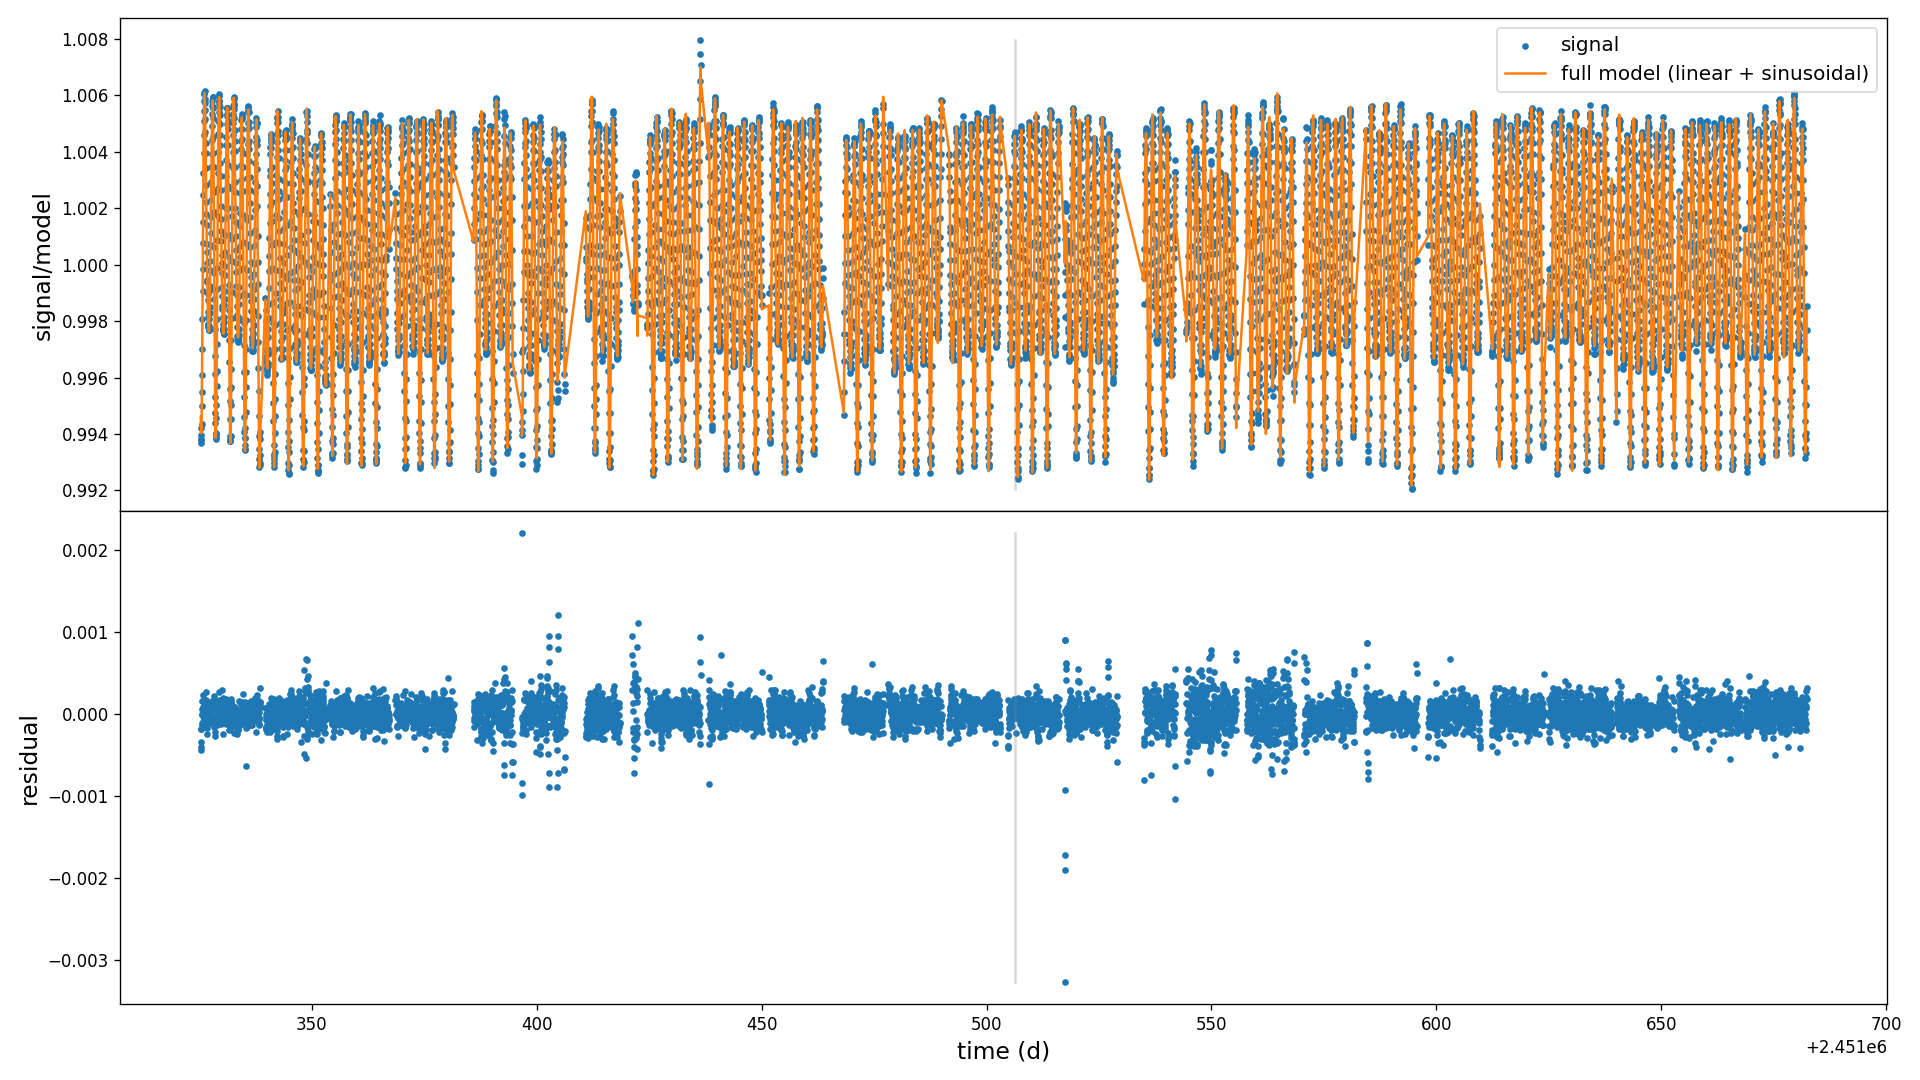 signal
full model (linear + sinusoidal)
signal/model
1.008
1.006
1.004
1.002
1.000
0.998
0.996
0.994
0.992
residual
0.002
0.001
0.000
−0.001
−0.002
−0.003
350 400 450 500 550 600 650 700
time (d)
+2.451e6